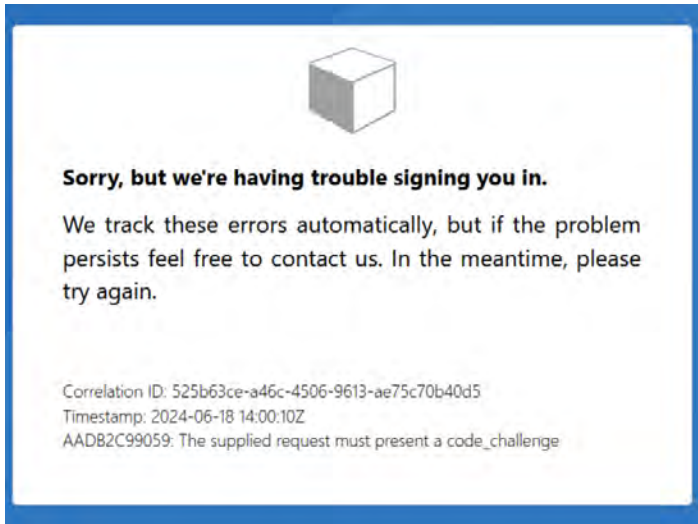 Sorry, but we're having trouble signing you in.
We track these errors automatically, but if the problem
persists feel free to contact us. In the meantime, please
try again.
Correlation ID: 525b63ce-a46c-4506-9613-ae75c70b40d5
Timestamp: 2024-06-18 14:00:10Z
AADB2C99059: The supplied request must present a code_challenge